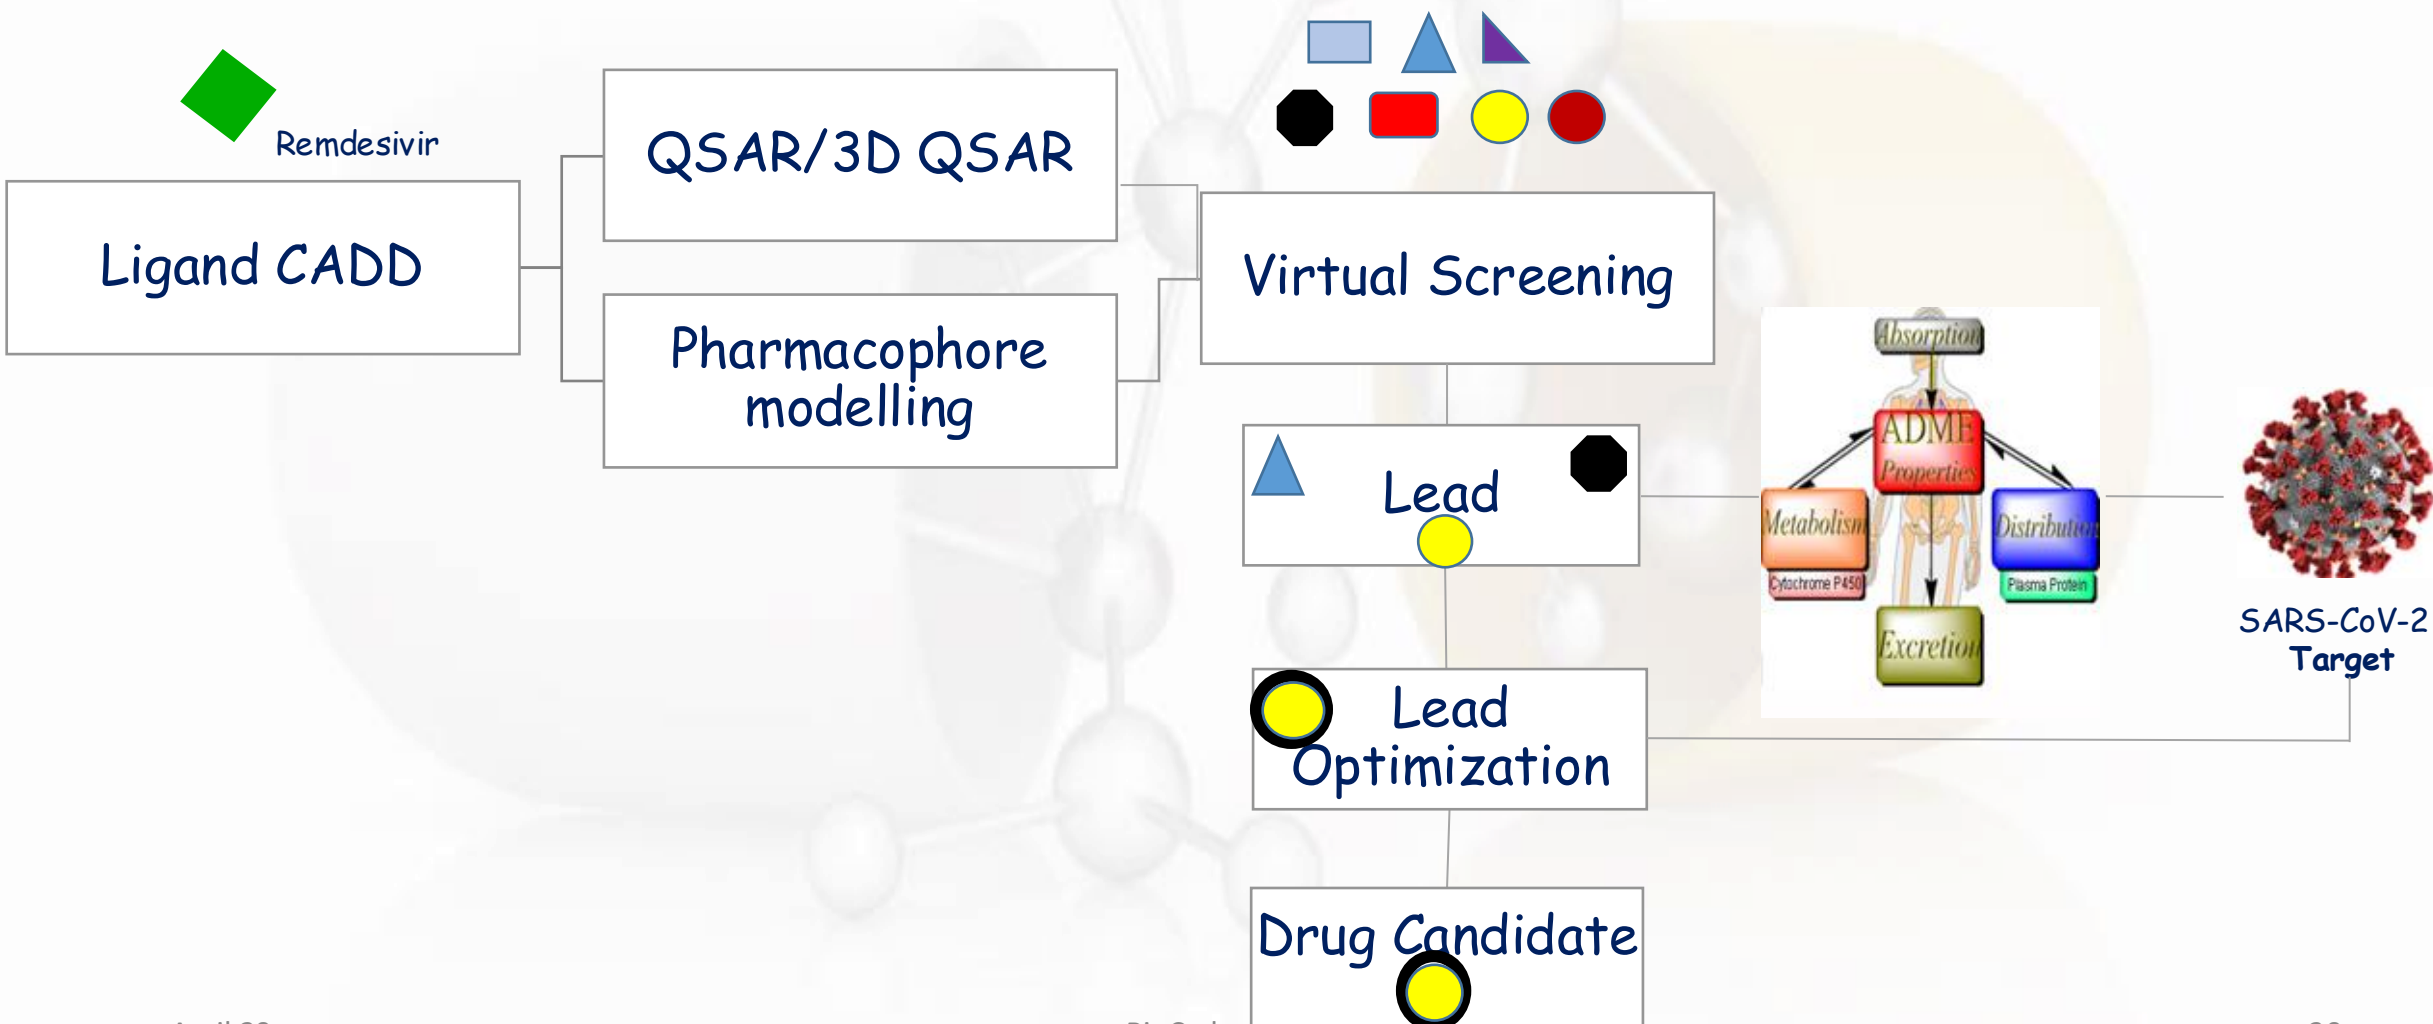 Remdesivir
Ligand CADD
QSAR/3D QSAR
Pharmacophore
modelling
Virtual Screening
Lead
Absorption
ADME
Properties
Metabolism
Cytochrome P450
Plasma Protein
Excretion
SARS-CoV-2
Target
Lead
Optimization
Drug Candidate